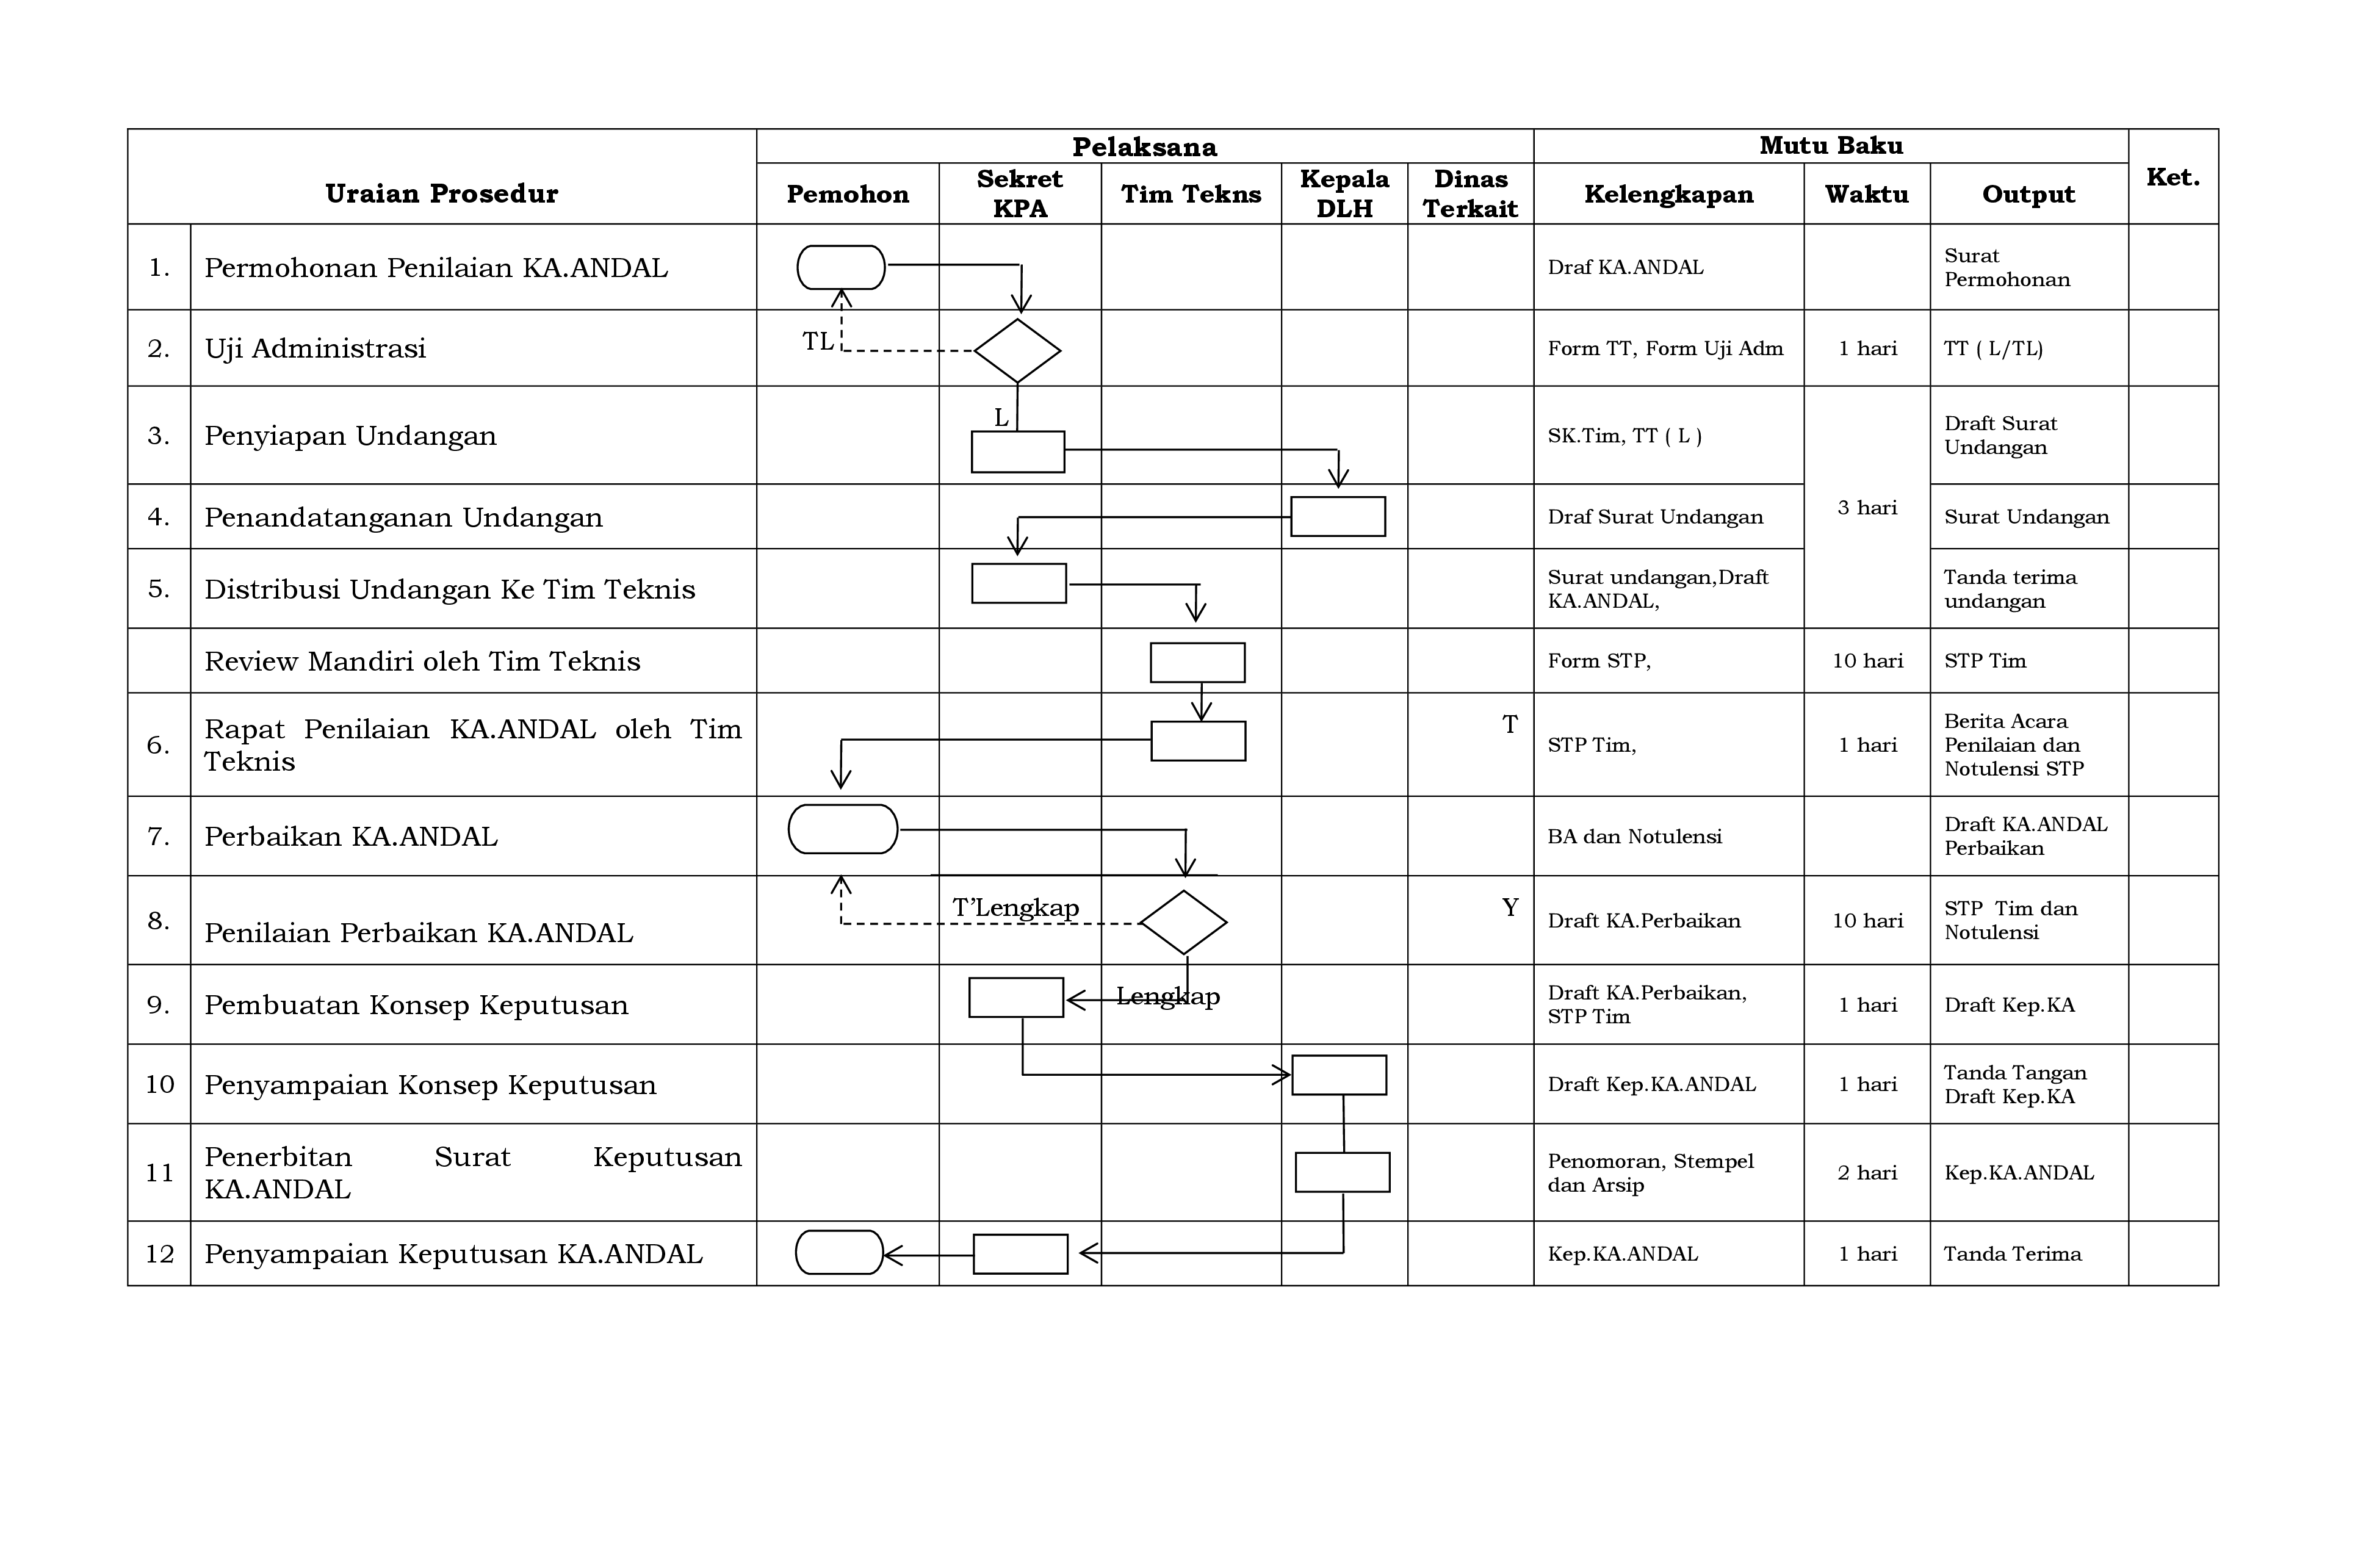 Uraian Prosedur
Pelaksana
Mutu Baku
Ket.
Pemohon
Sekret
KPA
Tim Tekns
Kepala
DLH
Dinas
Terkait
Kelengkapan
Waktu
Output
1.
Permohonan Penilaian KA.ANDAL
Draf KA.ANDAL
Surat
Permohonan
2.
Uji Administrasi
TL
Form TT, Form Uji Adm
1 hari
TT ( L/TL)
3.
Penyiapan Undangan
L
SK.Tim, TT ( L )
3 hari
Draft Surat
Undangan
4.
Penandatanganan Undangan
Draf Surat Undangan
Surat Undangan
5.
Distribusi Undangan Ke Tim Teknis
Surat undangan,Draft
KA.ANDAL,
Tanda terima
undangan
Review Mandiri oleh Tim Teknis
Form STP,
10 hari
STP Tim
6.
Rapat Penilaian KA.ANDAL oleh Tim
Teknis
T
STP Tim,
1 hari
Berita Acara
Penilaian dan
Notulensi STP
7.
Perbaikan KA.ANDAL
BA dan Notulensi
Draft KA.ANDAL
Perbaikan
8.
Penilaian Perbaikan KA.ANDAL
T’Lengkap
Y
Draft KA.Perbaikan
10 hari
STP Tim dan
Notulensi
9.
Pembuatan Konsep Keputusan
Lengkap
Draft KA.Perbaikan,
STP Tim
1 hari
Draft Kep.KA
10
Penyampaian Konsep Keputusan
Draft Kep.KA.ANDAL
1 hari
Tanda Tangan
Draft Kep.KA
11
Penerbitan Surat Keputusan
KA.ANDAL
Penomoran, Stempel
dan Arsip
2 hari
Kep.KA.ANDAL
12
Penyampaian Keputusan KA.ANDAL
Kep.KA.ANDAL
1 hari
Tanda Terima